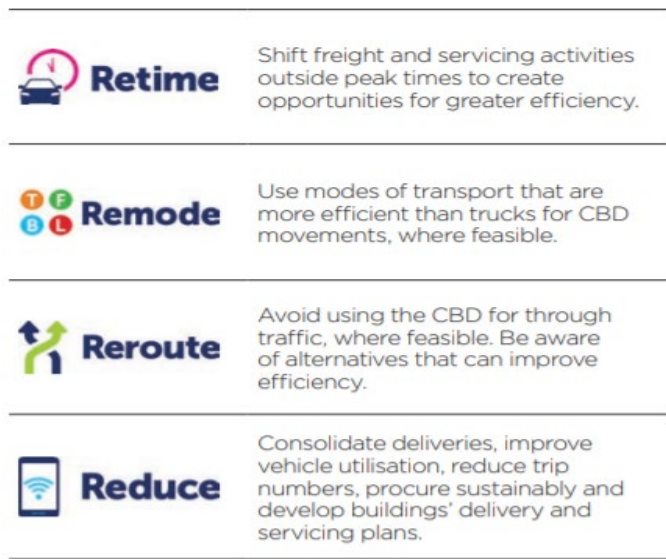 Retime
Shift freight and servicing activities
outside peak times to create
opportunities for greater efficiency.
T F
B L
Remode
Use modes of transport that are
more efficient than trucks for CBD
movements, where feasible.
Reroute
Avoid using the CBD for through
traffic, where feasible. Be aware
of alternatives that can improve
efficiency.
Reduce
Consolidate deliveries, improve
vehicle utilisation, reduce trip
numbers, procure sustainably and
develop buildings’ delivery and
servicing plans.